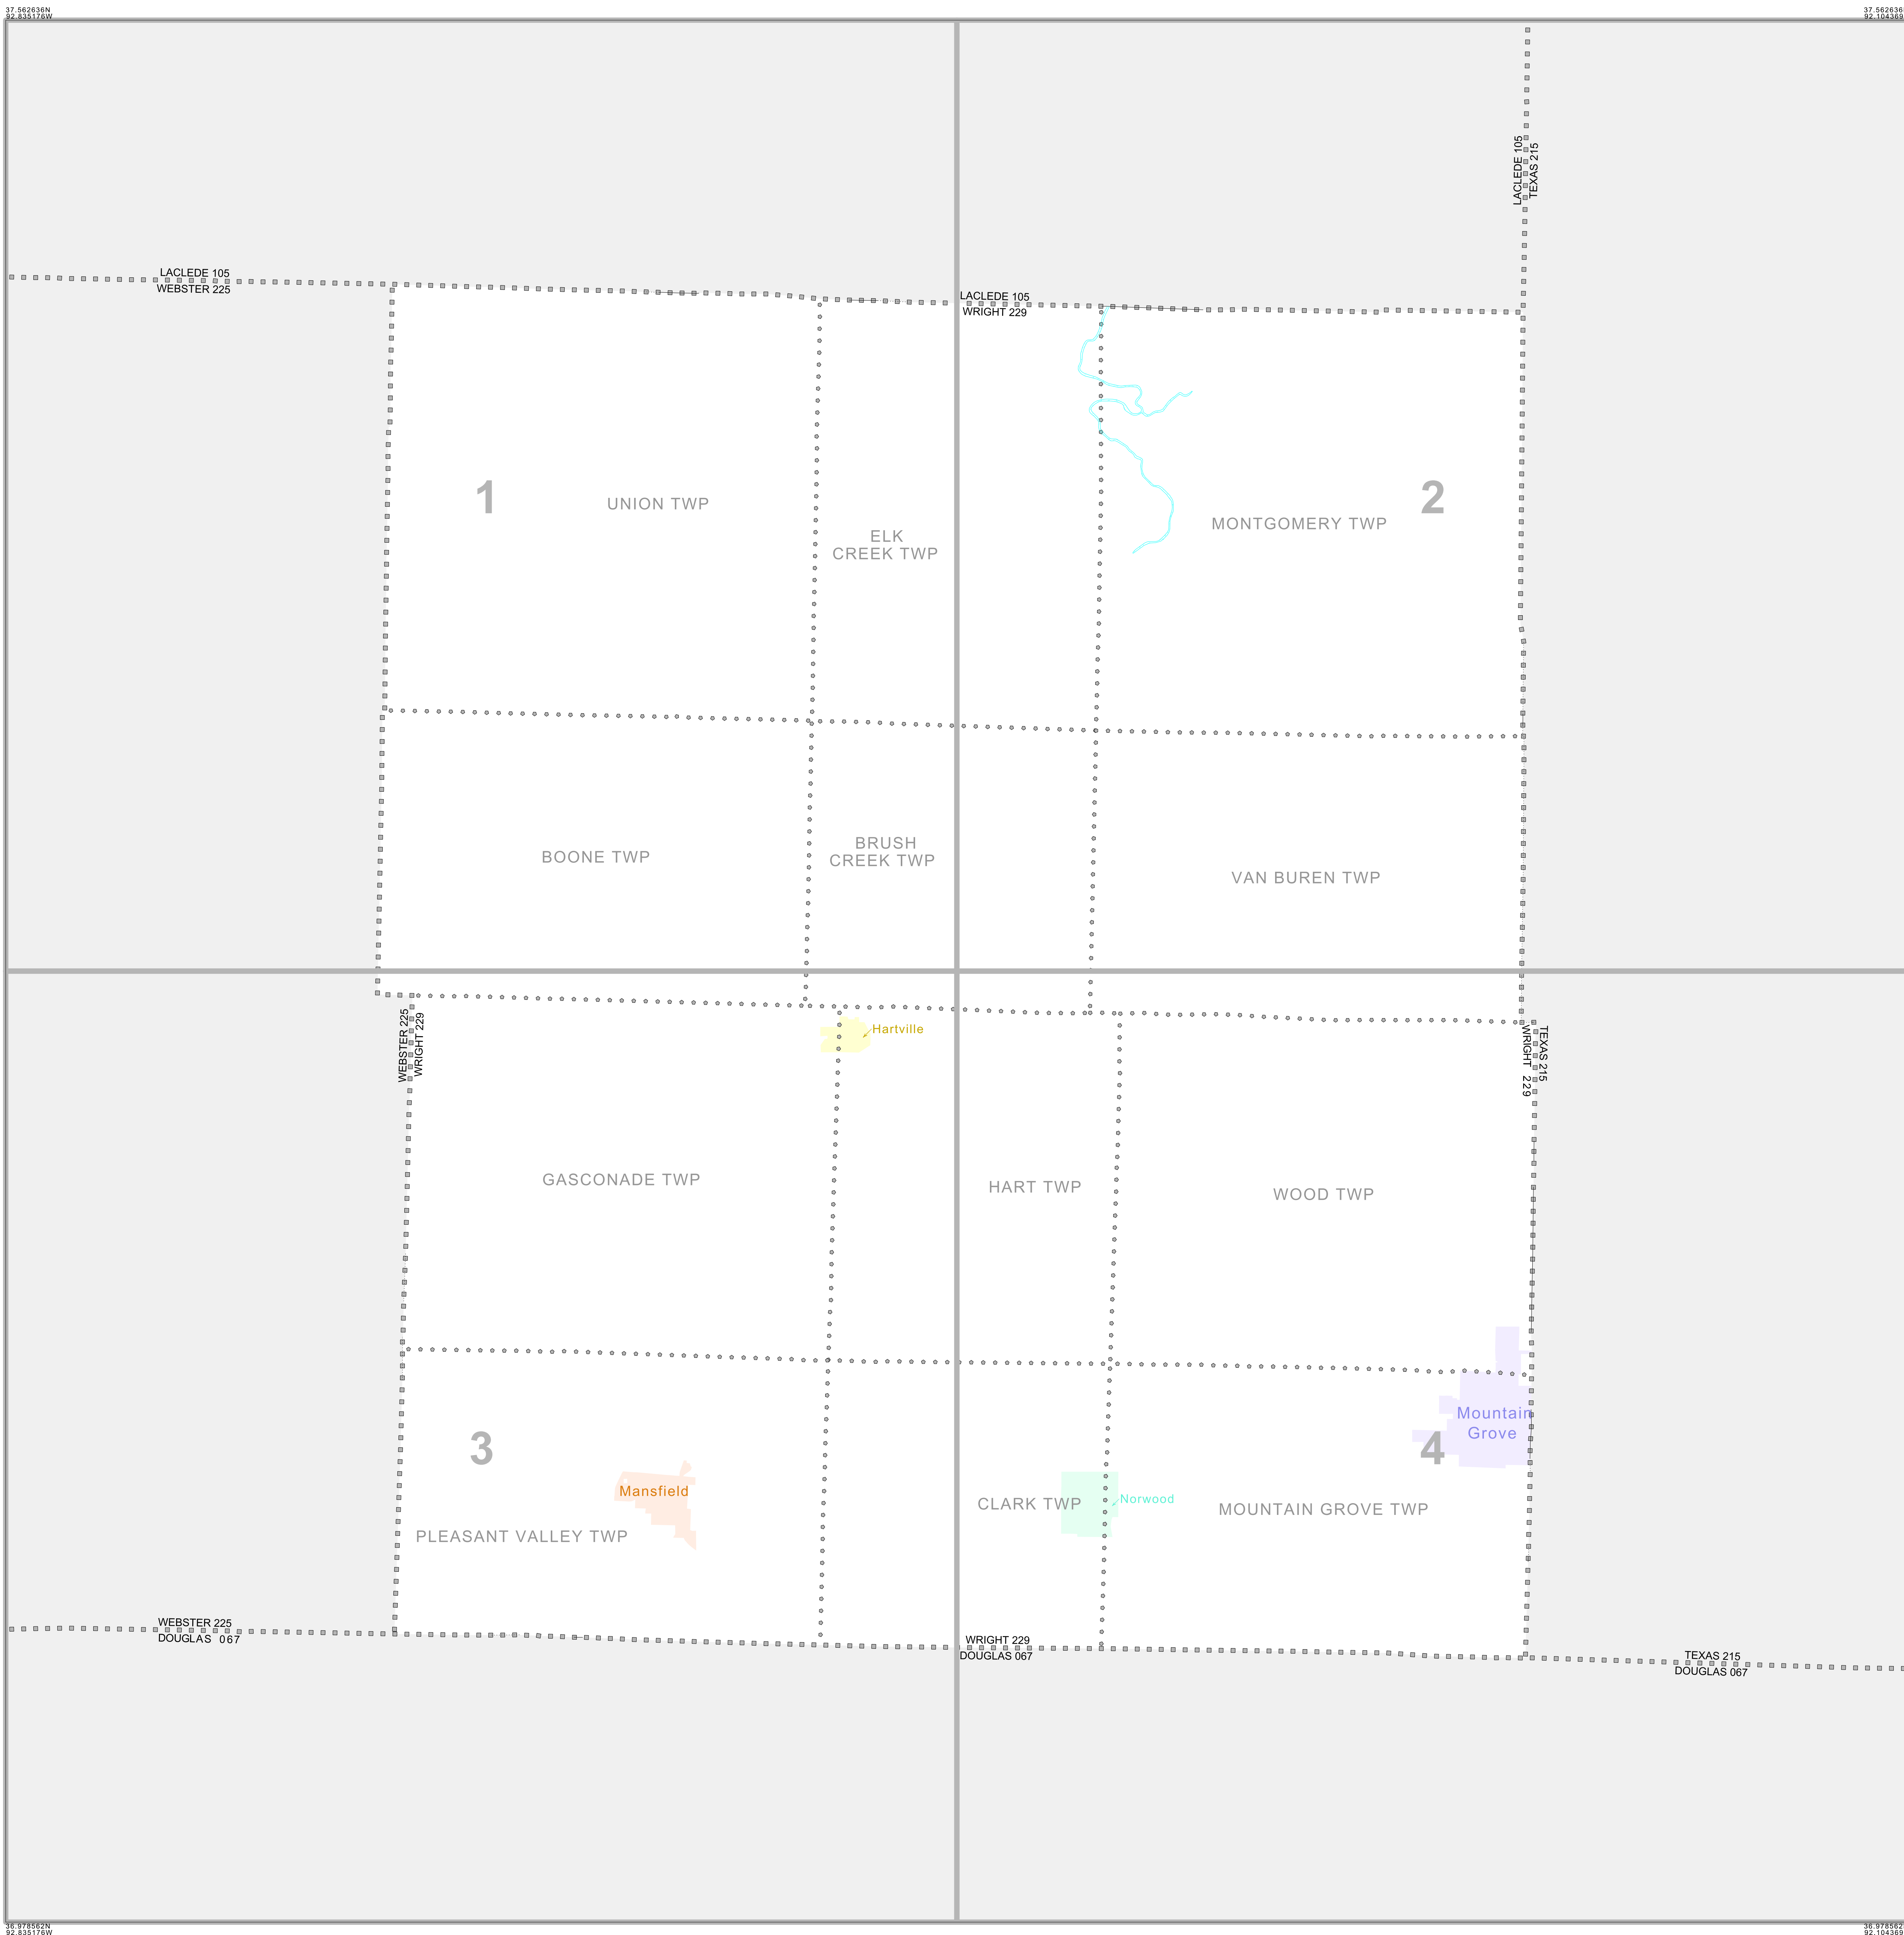 37.562636N
92.835176W
37.562636
92.104369
LACLEDE 105
TEXAS 215
LACLEDE 105
WEBSTER 225
LACLEDE 105
WRIGHT 229
1
UNION TWP
2
MONTGOMERY TWP
ELK
CREEK TWP
BOONE TWP
BRUSH
CREEK TWP
VAN BUREN TWP
WEBSTER 225
WRIGHT 229
Hartville
WRIGHT 229
TEXAS 215
GASCONADE TWP
HART TWP
WOOD TWP
Mountain
Grove
3
4
Mansfield
CLARK TWP
Norwood
MOUNTAIN GROVE TWP
PLEASANT VALLEY TWP
WEBSTER 225
DOUGLAS 067
WRIGHT 229
DOUGLAS 067
TEXAS 215
DOUGLAS 067
36.978562N
92.835176W
36.978562
92.104369